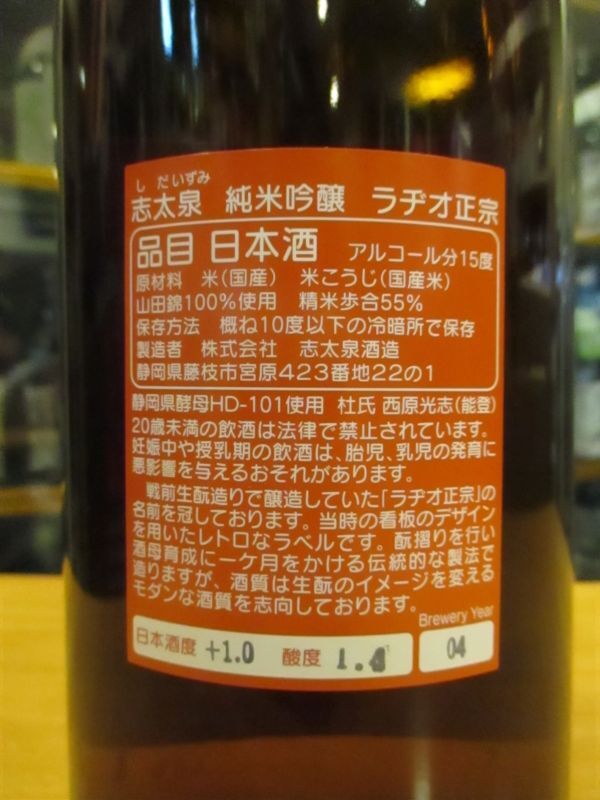 しだいずみ
志太泉 純米吟醸 ラヂオ正宗
品目 日本酒 アルコール分15度
原材料 米(国産) 米こうじ(国産米)
山田錦100%使用 精米歩合55%
保存方法 概ね10度以下の冷暗所で保存
製造者 株式会社 志太泉酒造
静岡県藤枝市宮原423番地22の1
静岡県酵母HD-101使用 杜氏 西原光志(能登)
20歳未満の飲酒は法律で禁止されています。
妊娠中や授乳期の飲酒は、胎児、乳児の発育に
悪影響を与えるおそれがあります。
戦前生酛造りで醸造していた「ラヂオ正宗」の
名前を冠しております。当時の看板のデザイン
を用いたレトロなラベルです。酛摺りを行い
酒母育成に一ケ月をかける伝統的な製法で
造りますが、酒質は生酛のイメージを変える
モダンな酒質を志向しております。
Brewery Year
日本酒度 +1.0 酸度 04